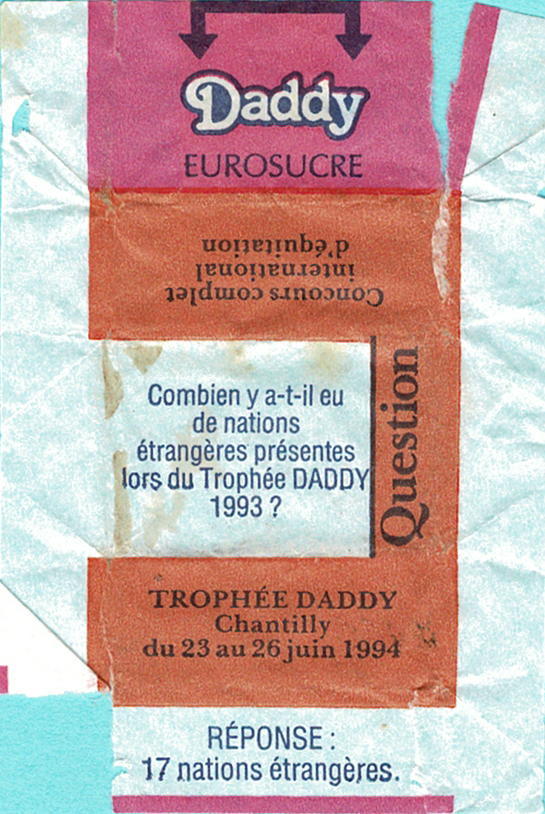 Daddy
EUROSUCRE
Concours complet
international
d'équitation
Question
Combien y a-t-il eu
de nations
étrangères présentes
lors du Trophée DADDY
1993 ?
TROPHÉE DADDY
Chantilly
du 23 au 26 juin 1994
RÉPONSE :
17 nations étrangères.